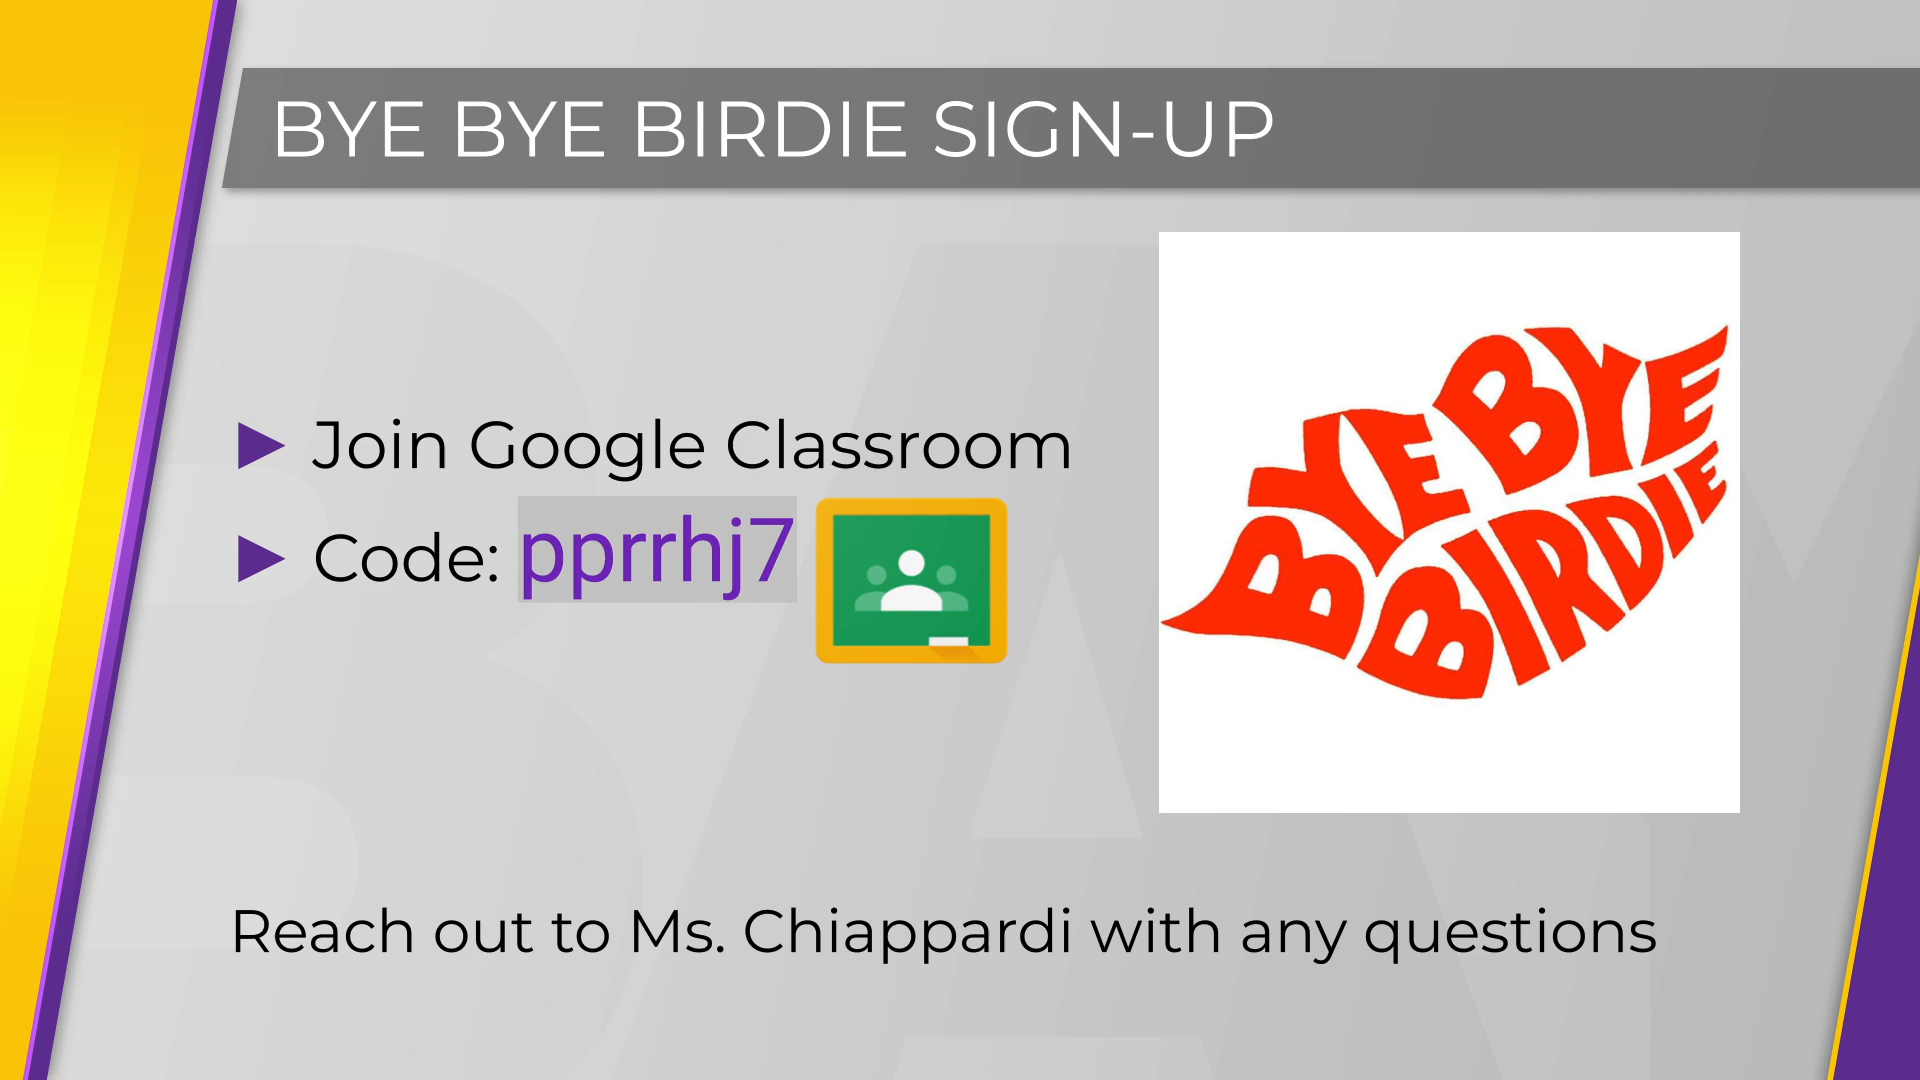 BYE BYE BIRDIE SIGN-UP
Join Google Classroom
Code: pprrhj7
BYE BYE
BIRDIE
Reach out to Ms. Chiappardi with any questions